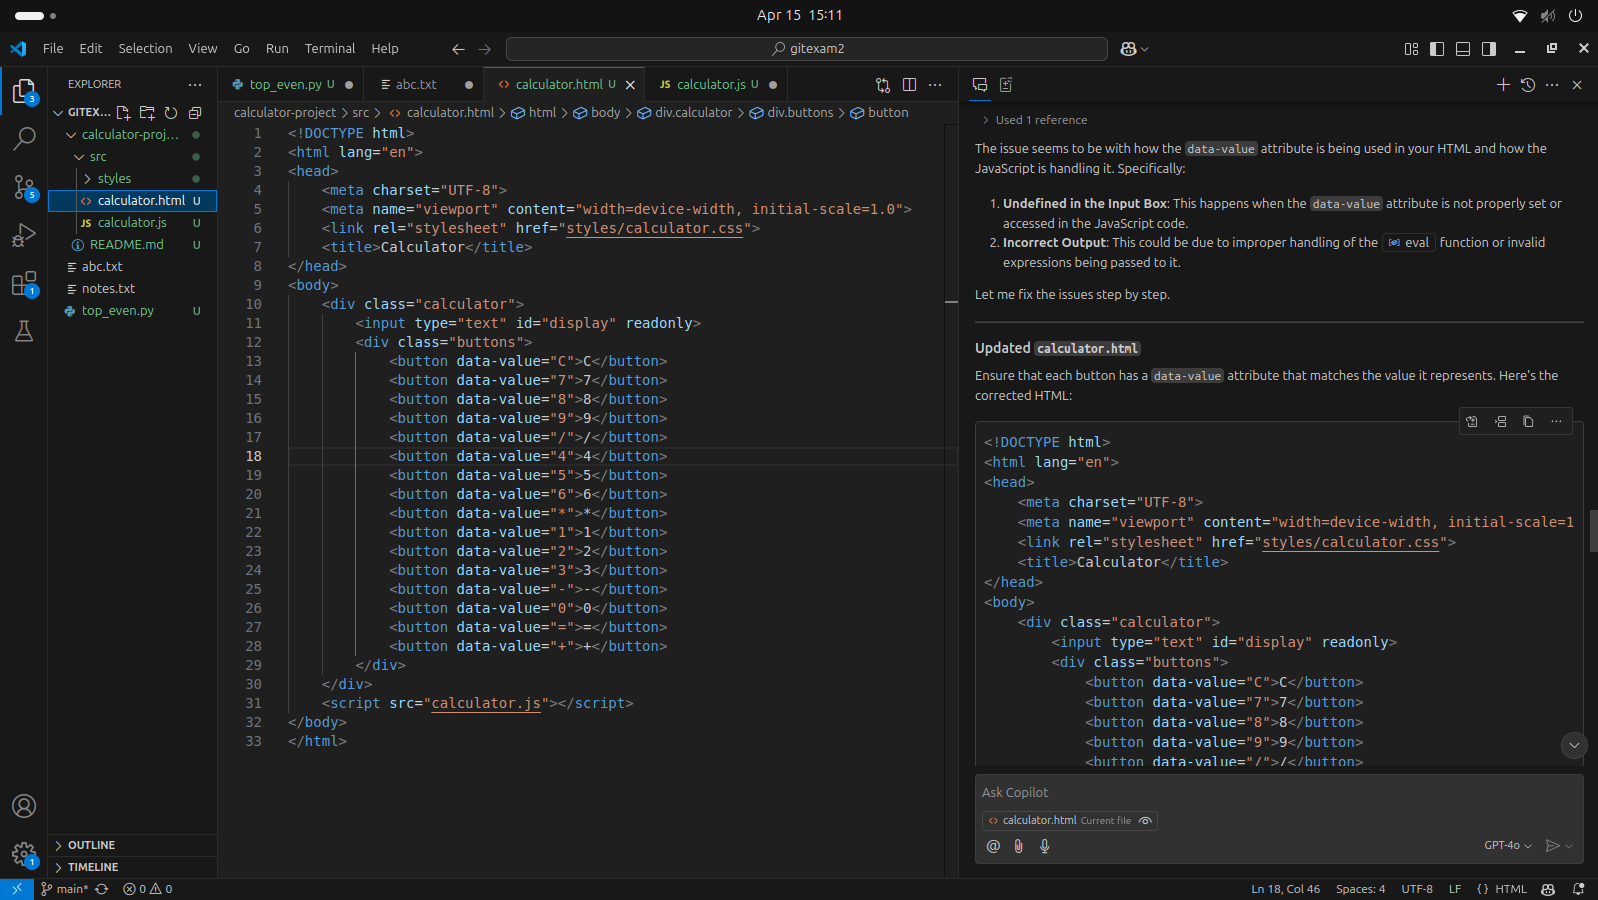 Apr 15 15:11
File Edit Selection View Go Run Terminal Help
gitexam2
EXPLORER
GITEX...
calculator-proj...
src
styles
calculator.html U
JS calculator.js U
README.md U
abc.txt
notes.txt
top_even.py U
OUTLINE
TIMELINE
3
5
1
1
top_even.py U
abc.txt
calculator.html U
JS calculator.js U
calculator-project > src > calculator.html > html > body > div.calculator > div.buttons > button
1 <!DOCTYPE html>
2 <html lang="en">
3 <head>
4 <meta charset="UTF-8">
5 <meta name="viewport" content="width=device-width, initial-scale=1.0">
6 <link rel="stylesheet" href="styles/calculator.css">
7 <title>Calculator</title>
8 </head>
9 <body>
10 <div class="calculator">
11 <input type="text" id="display" readonly>
12 <div class="buttons">
13 <button data-value="C">C</button>
14 <button data-value="7">7</button>
15 <button data-value="8">8</button>
16 <button data-value="9">9</button>
17 <button data-value="/">/</button>
18 <button data-value="4">4</button>
19 <button data-value="5">5</button>
20 <button data-value="6">6</button>
21 <button data-value="*">*</button>
22 <button data-value="1">1</button>
23 <button data-value="2">2</button>
24 <button data-value="3">3</button>
25 <button data-value="-">-</button>
26 <button data-value="0">0</button>
27 <button data-value="=">=</button>
28 <button data-value="+">+</button>
29 </div>
30 </div>
31 <script src="calculator.js"></script>
32 </body>
33 </html>
Used 1 reference
The issue seems to be with how the data-value attribute is being used in your HTML and how the
JavaScript is handling it. Specifically:
1. Undefined in the Input Box: This happens when the data-value attribute is not properly set or
accessed in the JavaScript code.
2. Incorrect Output: This could be due to improper handling of the eval function or invalid
expressions being passed to it.
Let me fix the issues step by step.
Updated calculator.html
Ensure that each button has a data-value attribute that matches the value it represents. Here's the
corrected HTML:
<!DOCTYPE html>
<html lang="en">
<head>
<meta charset="UTF-8">
<meta name="viewport" content="width=device-width, initial-scale=1
<link rel="stylesheet" href="styles/calculator.css">
<title>Calculator</title>
</head>
<body>
<div class="calculator">
<input type="text" id="display" readonly>
<div class="buttons">
<button data-value="C">C</button>
<button data-value="7">7</button>
<button data-value="8">8</button>
<button data-value="9">9</button>
<button data-value="/">/</button>
Ask Copilot
calculator.html Current file
@ GPT-4o
main* 0 0 Ln 18, Col 46 Spaces: 4 UTF-8 LF {} HTML